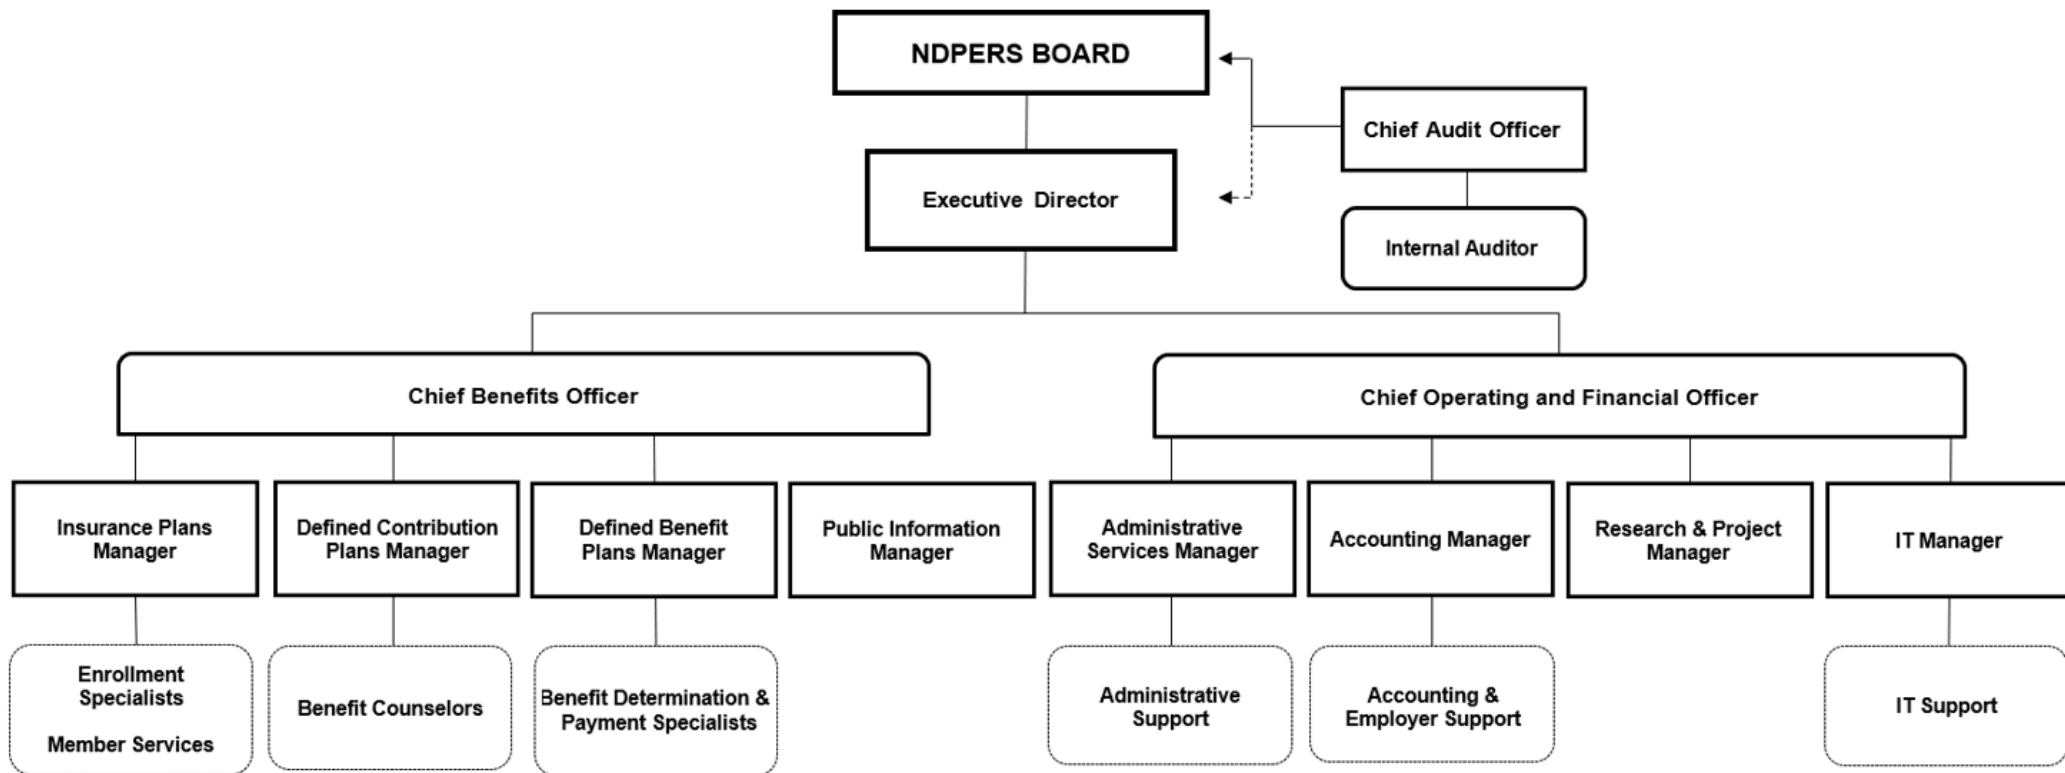 NDPERS BOARD
Chief Audit Officer
Executive Director
Internal Auditor
Chief Benefits Officer
Chief Operating and Financial Officer
Insurance Plans
Manager
Defined Contribution
Plans Manager
Defined Benefit
Plans Manager
Public Information
Manager
Administrative
Services Manager
Accounting Manager
Research & Project
Manager
IT Manager
Enrollment
Specialists
Member Services
Benefit Counselors
Benefit Determination &
Payment Specialists
Administrative
Support
Accounting &
Employer Support
IT Support